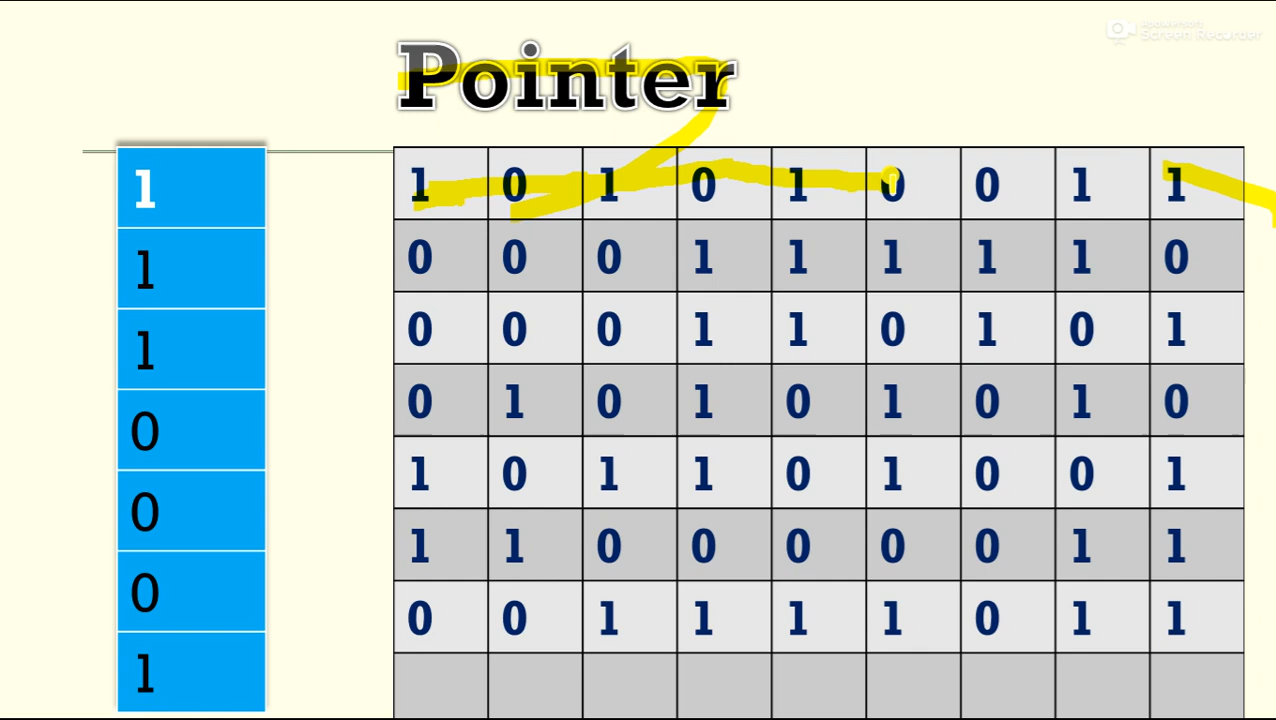 Apowersoft
Screen Recorder
Pointer
1
1
1
0
0
0
1
1 0 1 0 1 0 0 1 1
0 0 0 1 1 1 1 1 0
0 0 0 1 1 0 1 0 1
0 1 0 1 0 1 0 1 0
1 0 1 1 0 1 0 0 1
1 1 0 0 0 0 0 1 1
0 0 1 1 1 1 0 1 1